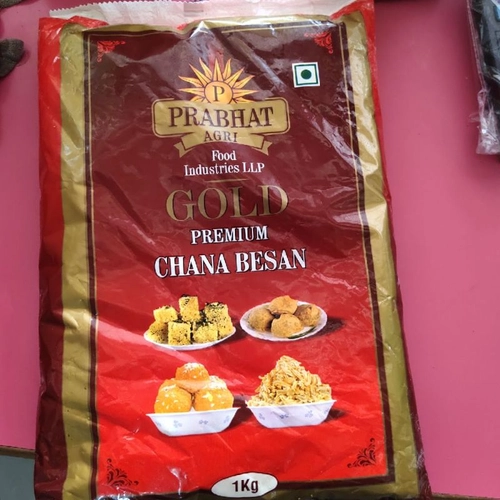 P
PRABHAT
AGRI
Food
Industries LLP
GOLD
PREMIUM
CHANA BESAN
1Kg